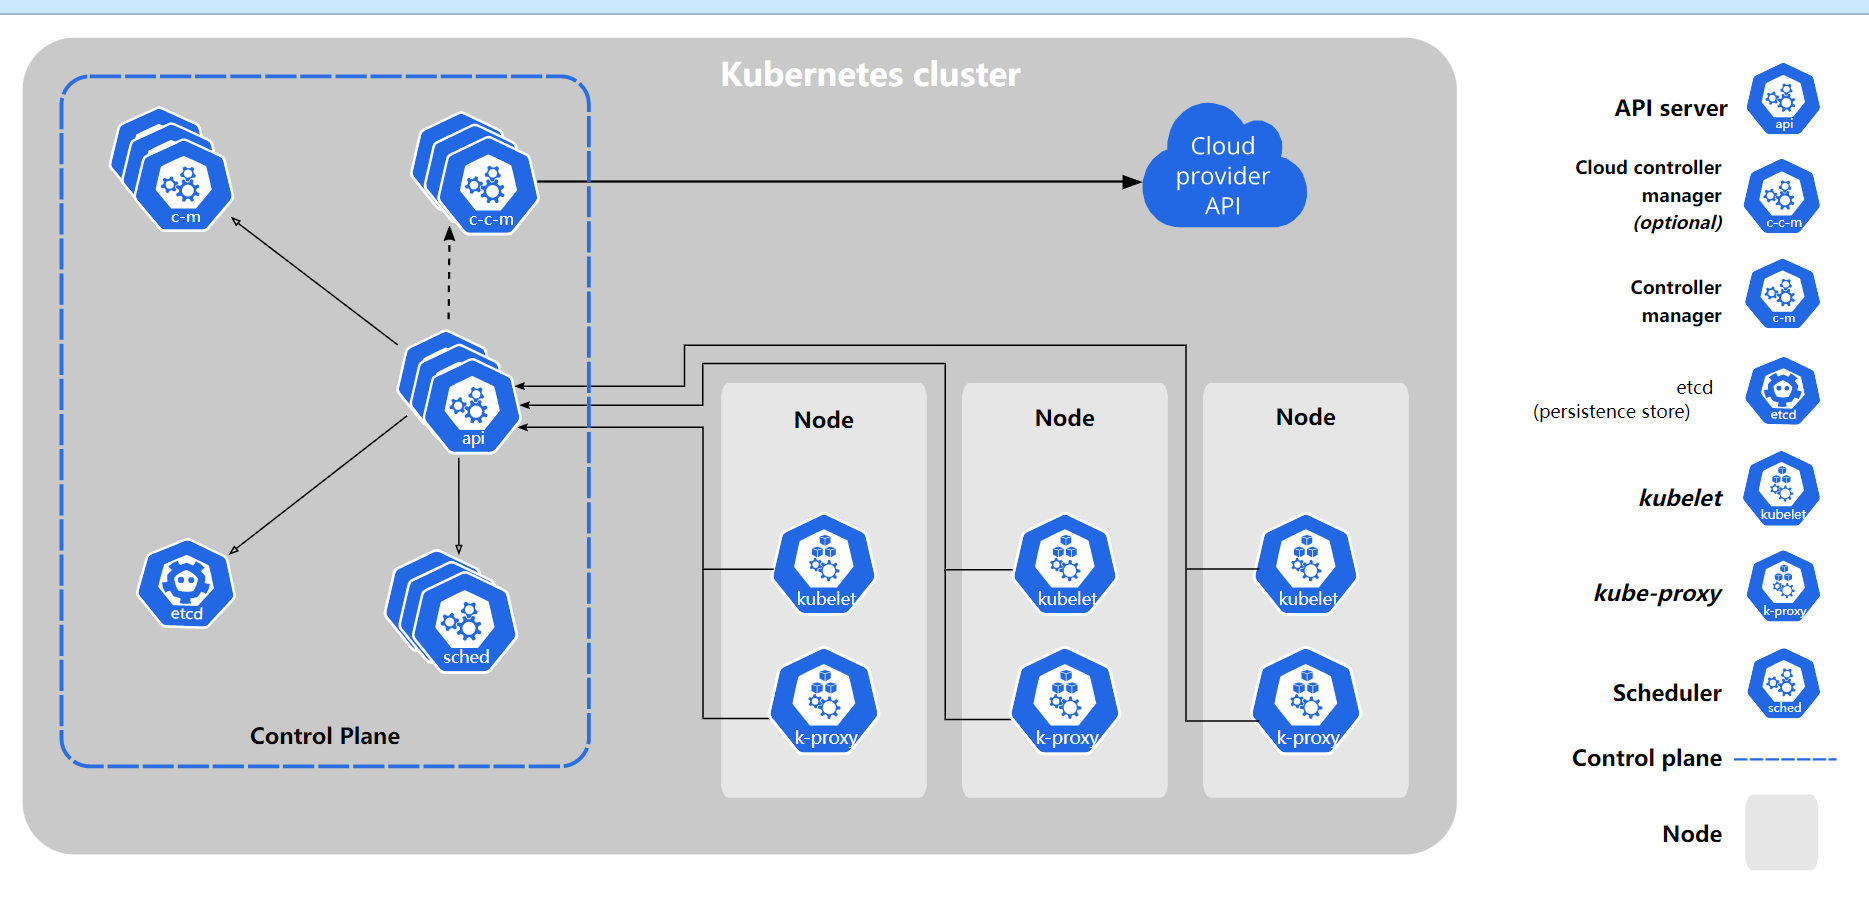 Kubernetes cluster
c-m
c-c-m
Cloud
provider
API
api
etcd
sched
Control Plane
Node
kubelet
k-proxy
Node
kubelet
k-proxy
Node
kubelet
k-proxy
API server
api
Cloud controller
manager
(optional)
c-c-m
Controller
manager
c-m
etcd
(persistence store)
etcd
kubelet
kubelet
kube-proxy
k-proxy
Scheduler
sched
Control plane
Node